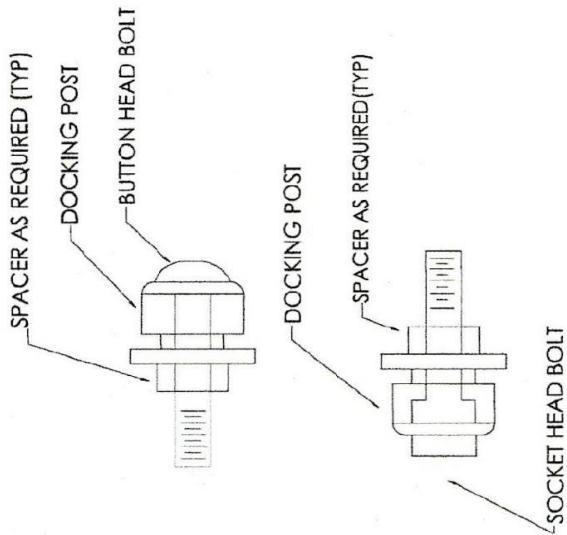 SPACER AS REQUIRED (TYP)
DOCKING POST
BUTTON HEAD BOLT
DOCKING POST
SPACER AS REQUIRED(TYP)
SOCKET HEAD BOLT